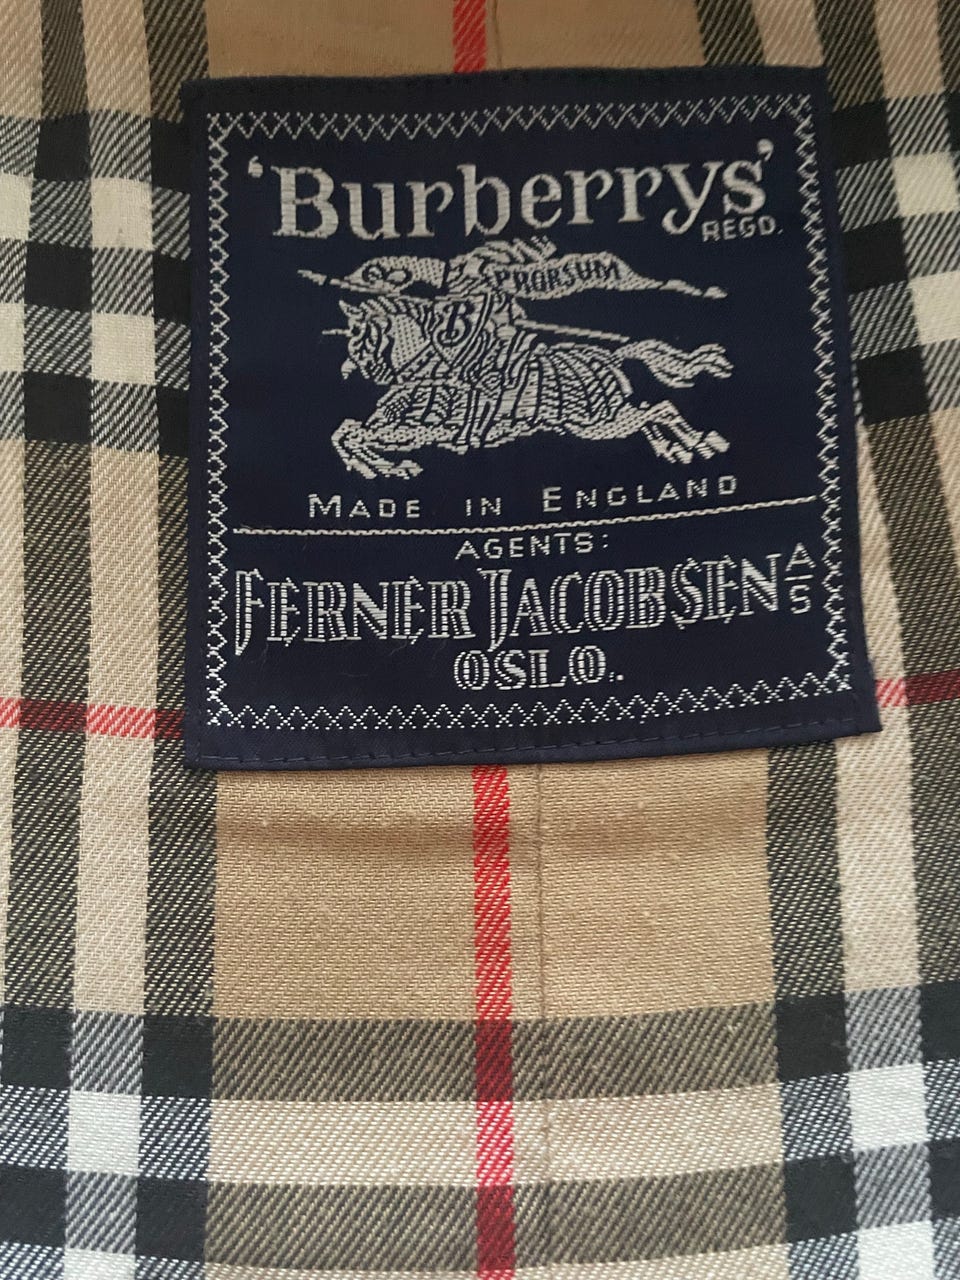 'Burberrys'
REGD.
PRORSUM
B
MADE IN ENGLAND
AGENTS:
FERNER JACOBSEN A/S
OSLO.